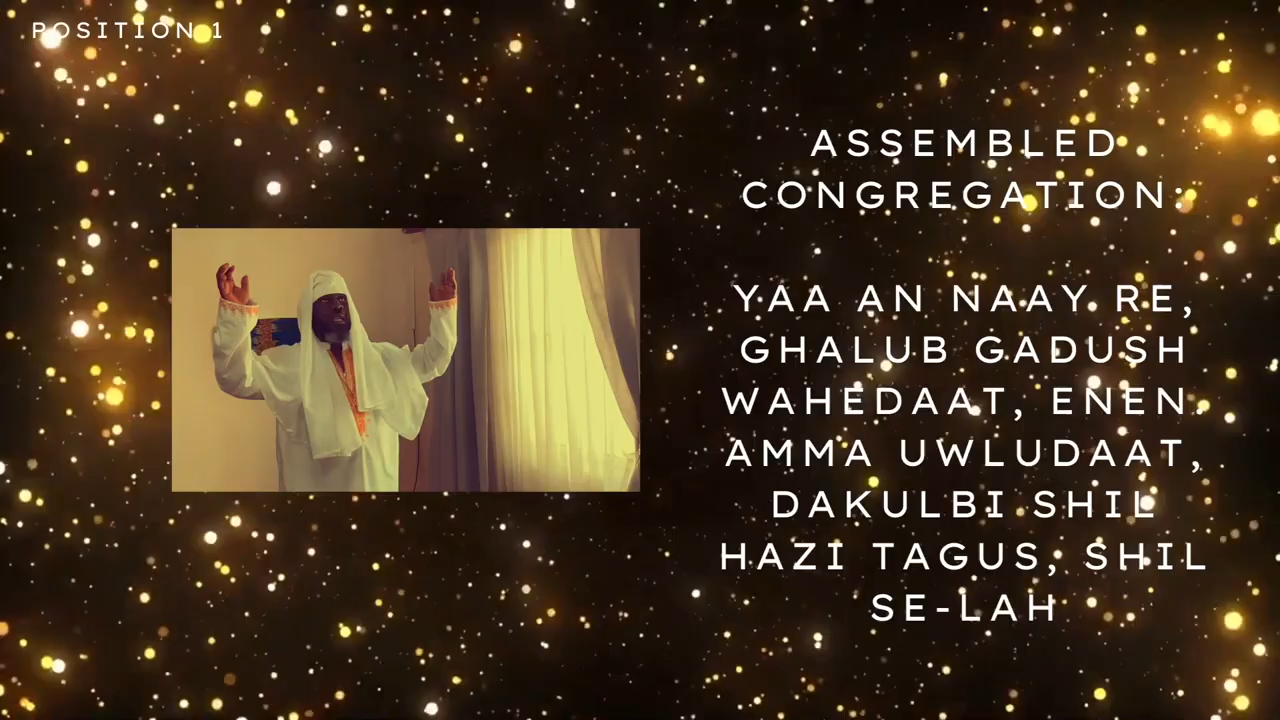 POSITION 1
ASSEMBLED
CONGREGATION:
YAA AN NAAY RE,
GHALUB GADUSH
WAHEDAAT, ENEN.
AMMA UWLUDAAT,
DAKULBI SHIL
HAZI TAGUS, SHIL
SE-LAH